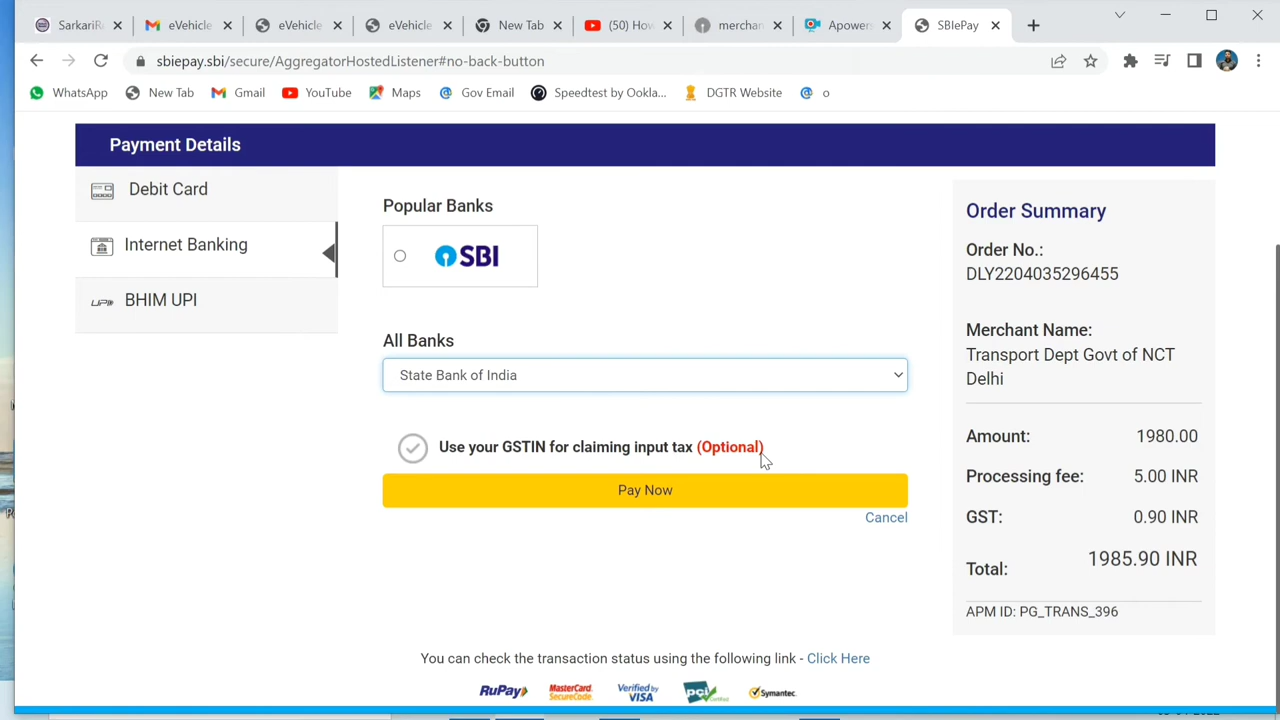 SarkariR
eVehicle
eVehicle
eVehicle
New Tab
(50) How
merchan
Apowers
SBIePay
sbiepay.sbi/secure/AggregatorHostedListener#no-back-button
WhatsApp
New Tab
Gmail
YouTube
Maps
Gov Email
Speedtest by Ookla...
DGTR Website
o
Payment Details
Debit Card
Internet Banking
BHIM UPI
Popular Banks
SBI
All Banks
State Bank of India
Use your GSTIN for claiming input tax (Optional)
Pay Now
Cancel
Order Summary
Order No.:
DLY2204035296455
Merchant Name:
Transport Dept Govt of NCT
Delhi
Amount: 1980.00
Processing fee: 5.00 INR
GST: 0.90 INR
Total: 1985.90 INR
APM ID: PG_TRANS_396
You can check the transaction status using the following link - Click Here
RuPay
MasterCard.
SecureCode.
Verified by
VISA
pci
Certified
Symantec.